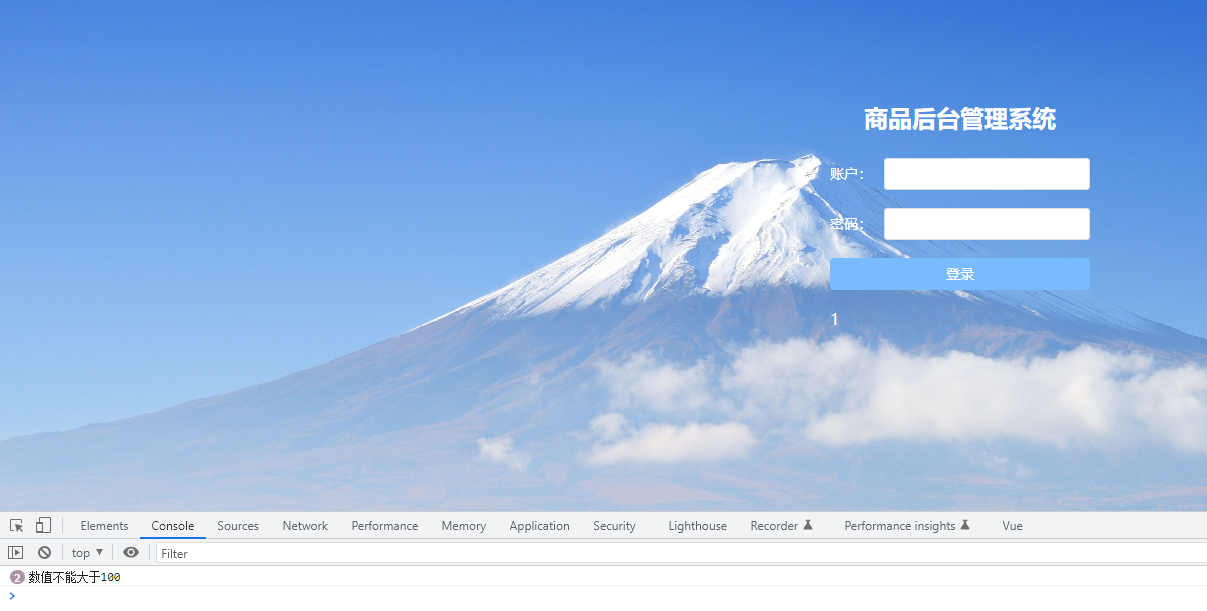 商品后台管理系统
账户：
密码：
登录
1
Elements Console Sources Network Performance Memory Application Security Lighthouse Recorder Performance insights Vue
top ▼ Filter
2 数值不能大于100
>